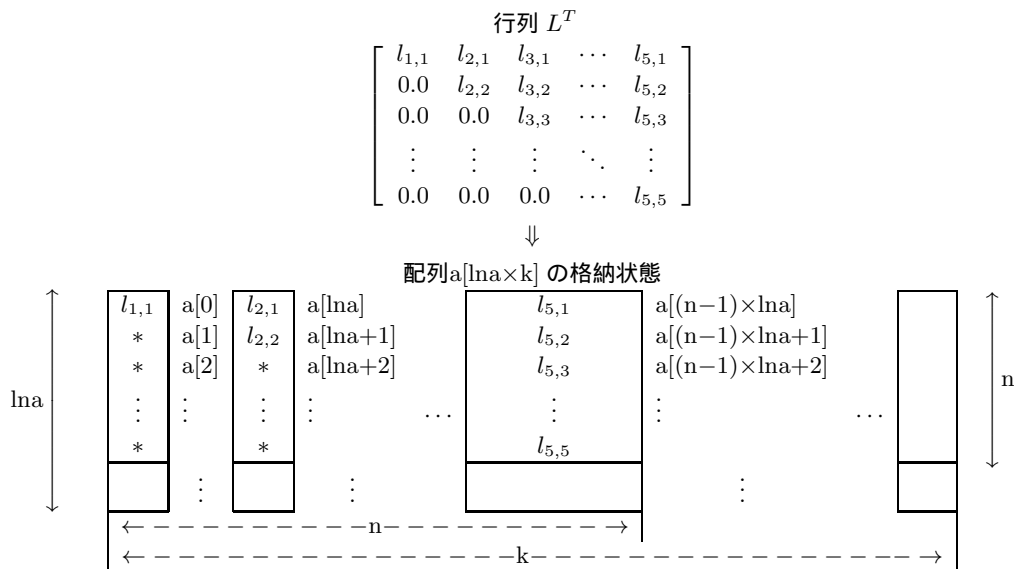 行列 L^T
l_{1,1} l_{2,1} l_{3,1} ⋯ l_{5,1}
0.0 l_{2,2} l_{3,2} ⋯ l_{5,2}
0.0 0.0 l_{3,3} ⋯ l_{5,3}
⋮ ⋮ ⋮ ⋱ ⋮
0.0 0.0 0.0 ⋯ l_{5,5}
⇓
配列a[lna×k] の格納状態
l_{1,1} a[0] l_{2,1} a[lna] l_{5,1} a[(n−1)×lna]
* a[1] l_{2,2} a[lna+1] l_{5,2} a[(n−1)×lna+1]
* a[2] * a[lna+2] l_{5,3} a[(n−1)×lna+2]
lna ⋮ ⋮ ⋮ ⋮ ⋯ ⋮ ⋮ ⋯ n
* * l_{5,5}
⋮ ⋮ ⋮
n
k